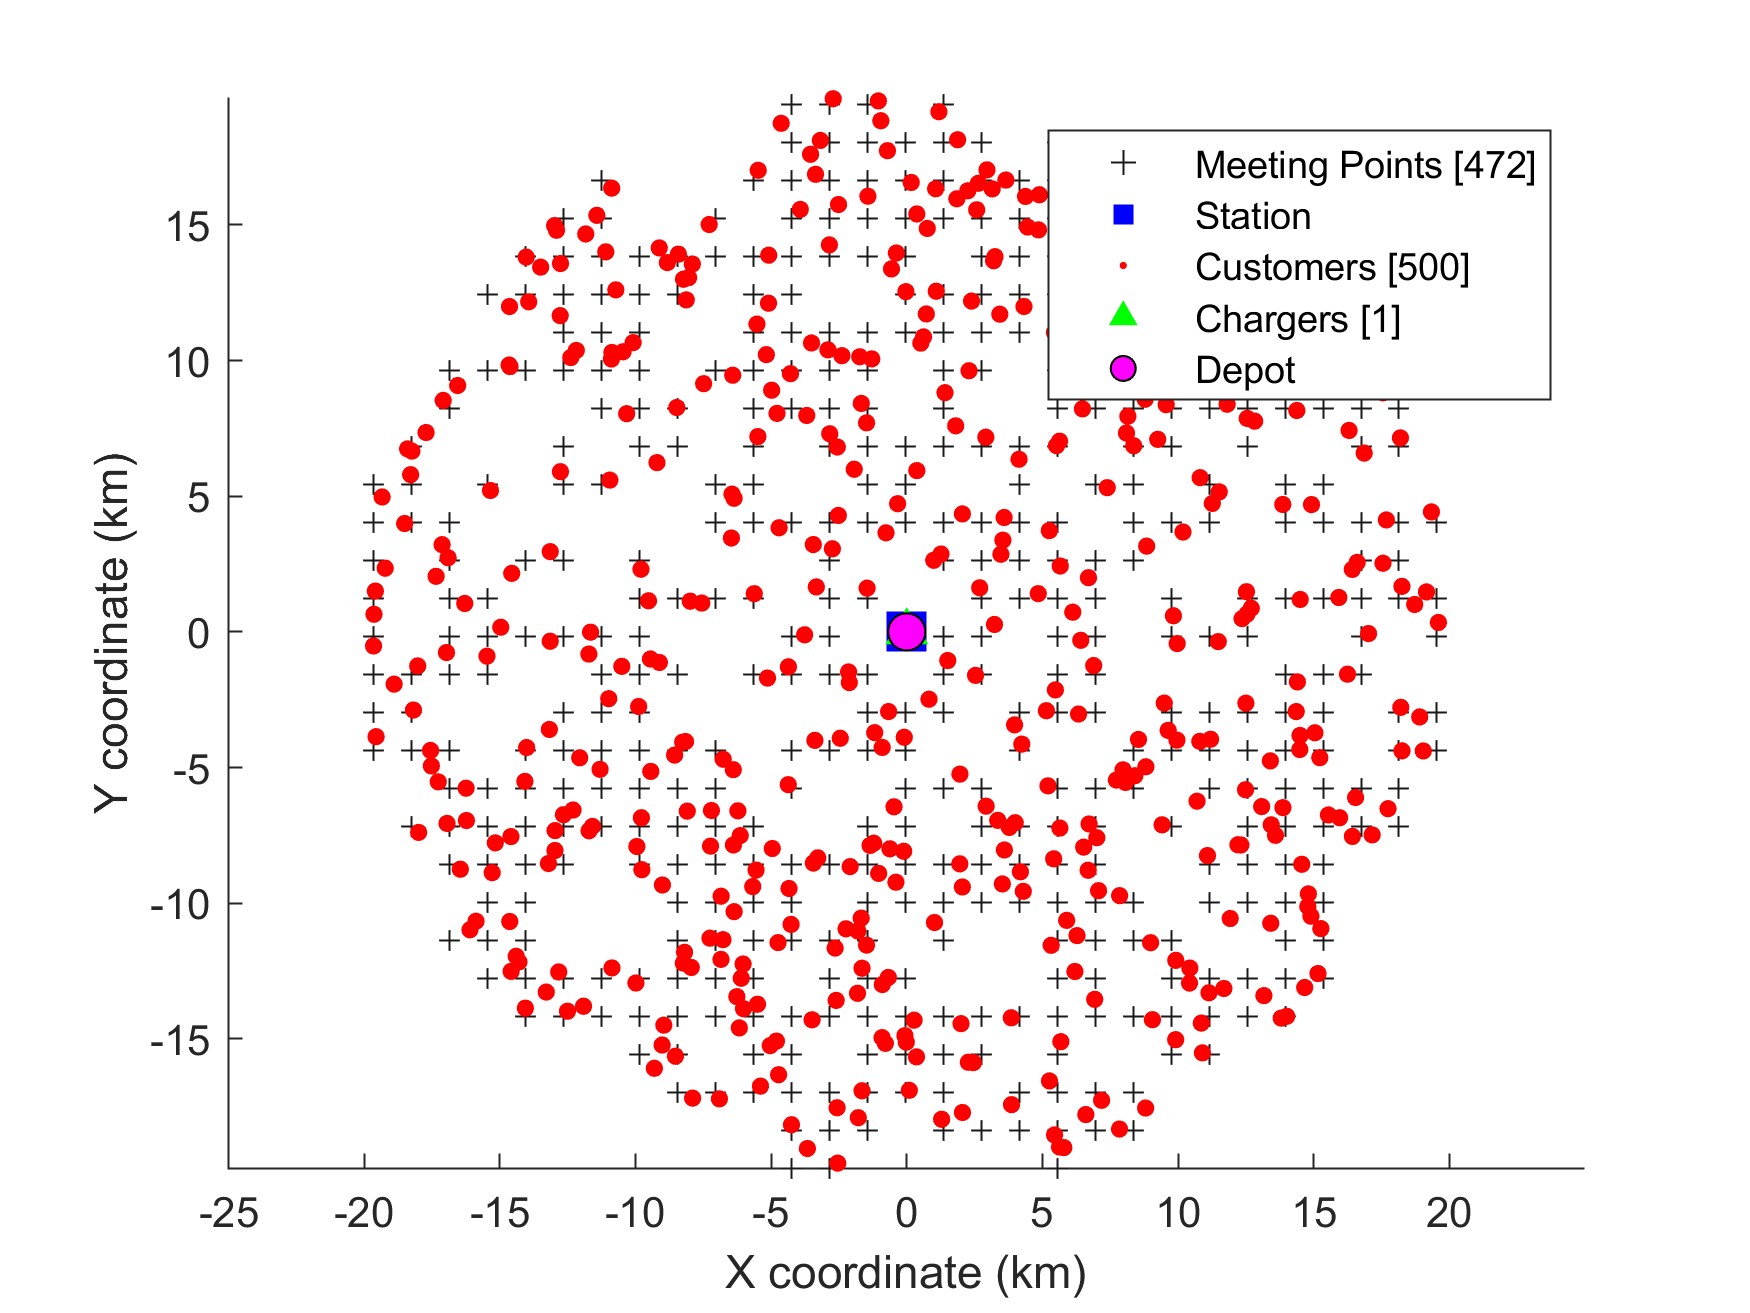 Meeting Points [472]
Station
Customers [500]
Chargers [1]
Depot
15
10
5
0
-5
-10
-15
Y coordinate (km)
-25 -20 -15 -10 -5 0 5 10 15 20
X coordinate (km)